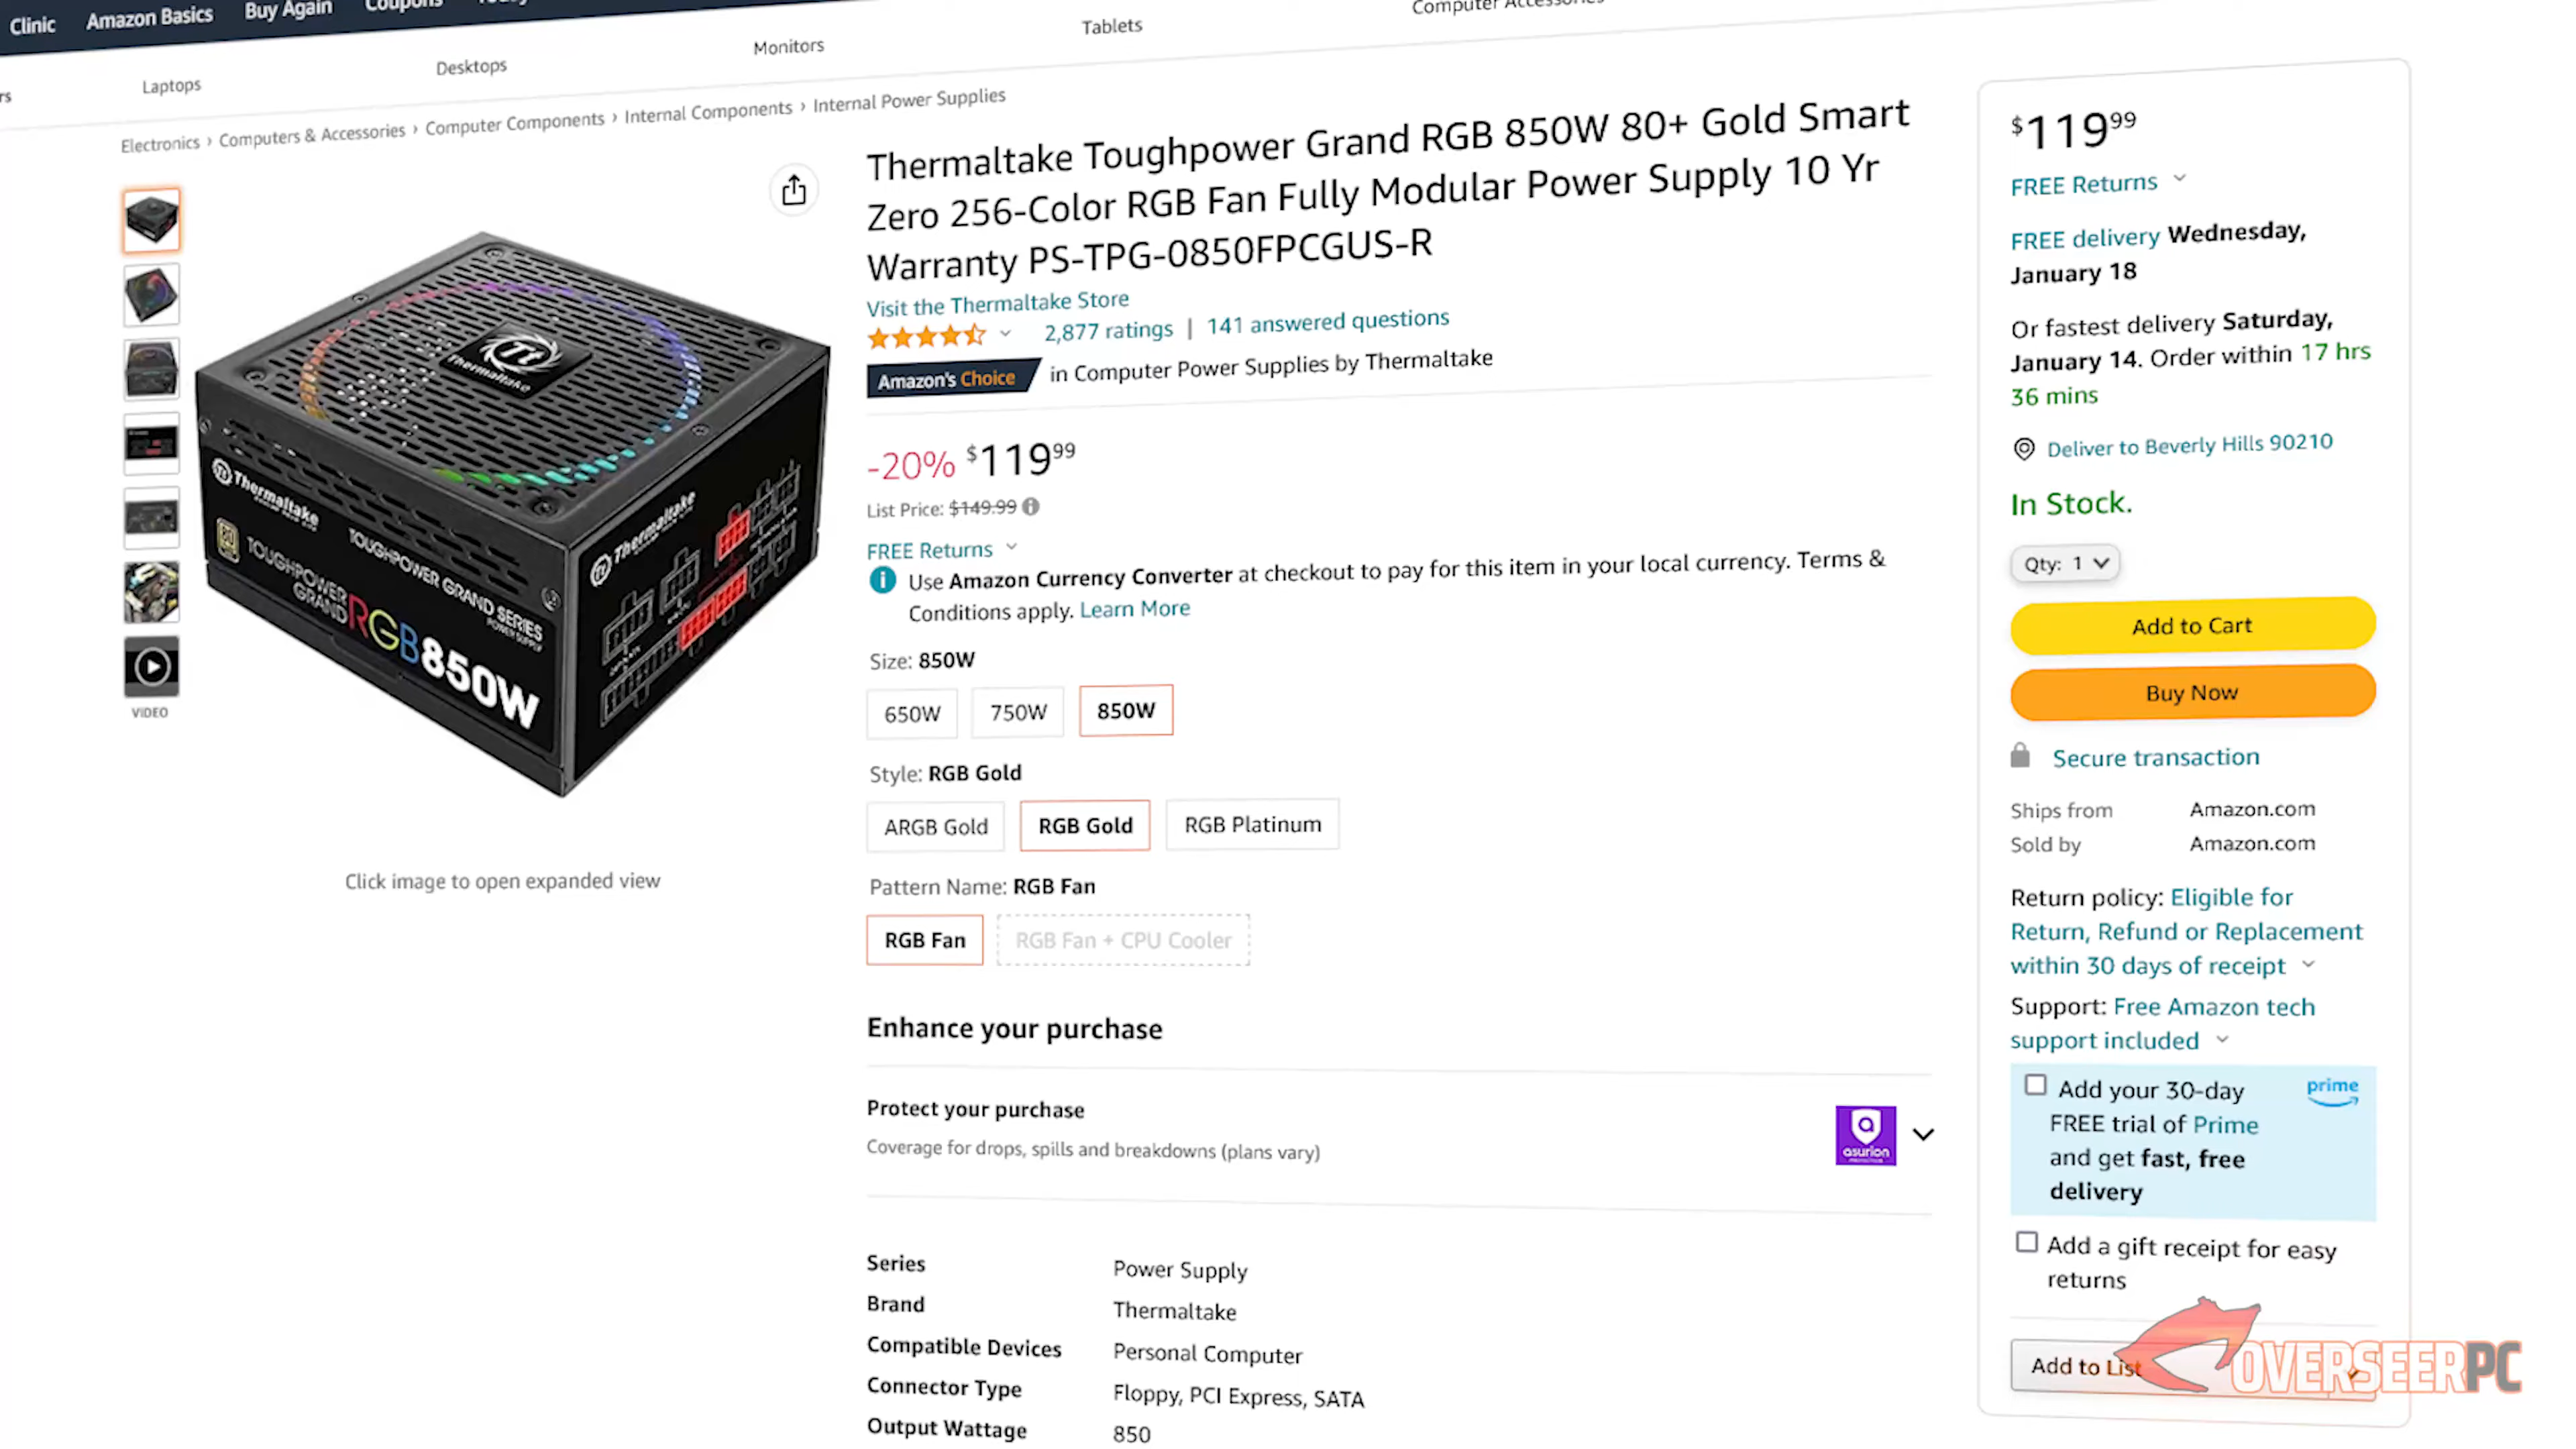 Clinic
Amazon Basics
Buy Again
Coupons
Computer Accessories
Laptops
Desktops
Monitors
Tablets
Electronics › Computers & Accessories › Computer Components › Internal Components › Internal Power Supplies
Thermaltake Toughpower Grand RGB 850W 80+ Gold Smart
Zero 256-Color RGB Fan Fully Modular Power Supply 10 Yr
Warranty PS-TPG-0850FPCGUS-R
Visit the Thermaltake Store
2,877 ratings | 141 answered questions
Amazon's Choice in Computer Power Supplies by Thermaltake
-20% $119 99
List Price: $149.99
FREE Returns
Use Amazon Currency Converter at checkout to pay for this item in your local currency. Terms &
Conditions apply. Learn More
Size: 850W
650W
750W
850W
Style: RGB Gold
ARGB Gold
RGB Gold
RGB Platinum
Pattern Name: RGB Fan
RGB Fan
RGB Fan + CPU Cooler
Tt
Thermaltake
Thermaltake
TOUGHPOWER GRAND SERIES
POWER SUPPLY
TOUGHPOWER
GRAND RGB 850W
Thermaltake
VIDEO
Click image to open expanded view
Enhance your purchase
Protect your purchase
Coverage for drops, spills and breakdowns (plans vary)
asurion
Series Power Supply
Brand Thermaltake
Compatible Devices Personal Computer
Connector Type Floppy, PCI Express, SATA
Output Wattage 850
$119 99
FREE Returns
FREE delivery Wednesday,
January 18
Or fastest delivery Saturday,
January 14. Order within 17 hrs
36 mins
Deliver to Beverly Hills 90210
In Stock.
Qty: 1
Add to Cart
Buy Now
Secure transaction
Ships from Amazon.com
Sold by Amazon.com
Return policy: Eligible for
Return, Refund or Replacement
within 30 days of receipt
Support: Free Amazon tech
support included
Add your 30-day
FREE trial of Prime
and get fast, free
delivery
prime
Add a gift receipt for easy
returns
Add to List
OVERSEERPC